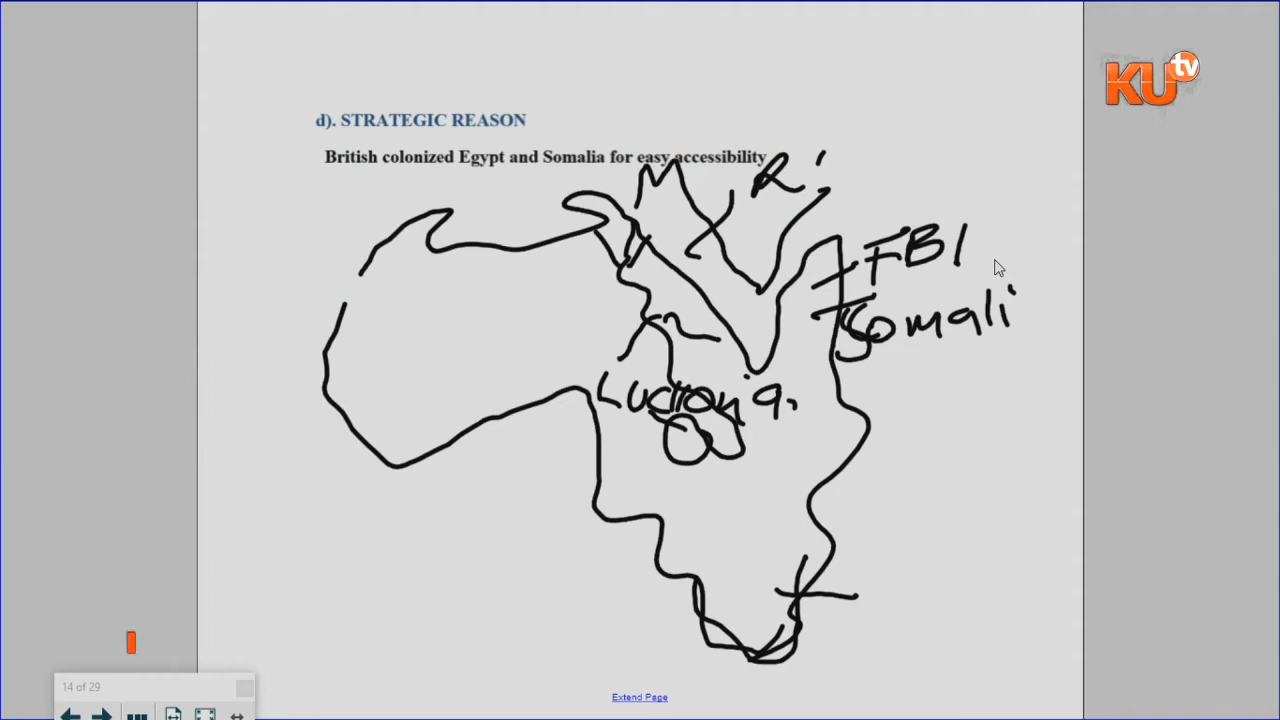 KU tv
d). STRATEGIC REASON
British colonized Egypt and Somalia for easy accessibility
M
R.
FBI
Somali
14 of 29
Extend Page